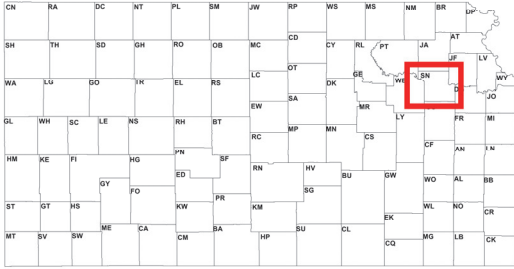 CN RA DC NT PL SM JW RP WS MS NM BR DP
CD
SH TH SD GH RO OB MC CY RL PT JA AT
OT JF LV
LC GE WB SN WY
WA LG GO TR EL RS DK D JO
SA
EW MR
GL WH SC LE NS RH BT LY FR MI
MP MN
RC CS
CF
PN AN LN
HM KE FI HG SF
RN HV
ED BU GW WO AL BB
GY
FO SG
PR
ST GT HS KW KM WL NO
CR
EK
ME CA BA SU CL
MT SV SW CM HP MG LB CK
CQ